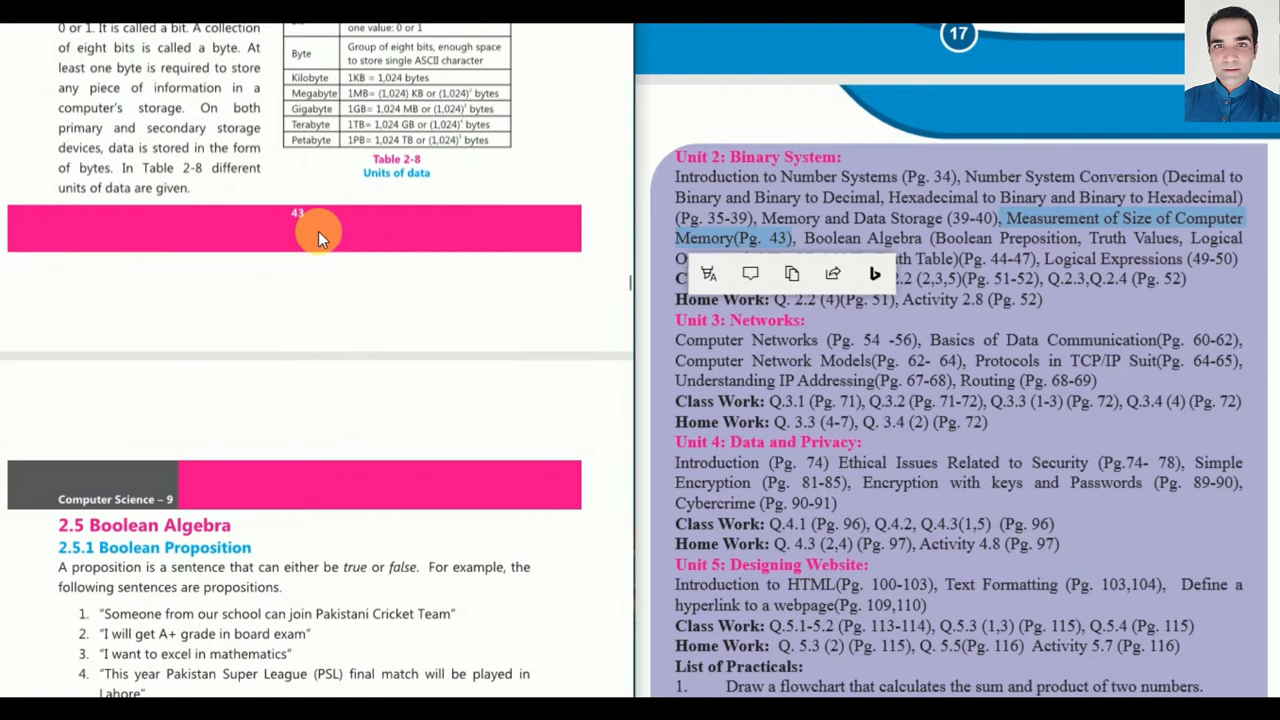 0 or 1. It is called a bit. A collection
of eight bits is called a byte. At
least one byte is required to store
any piece of information in a
computer's storage. On both
primary and secondary storage
devices, data is stored in the form
of bytes. In Table 2-8 different
units of data are given.
one value: 0 or 1
Byte Group of eight bits, enough space
to store single ASCII character
Kilobyte 1KB = 1,024 bytes
Megabyte 1MB= (1,024) KB or (1,024)² bytes
Gigabyte 1GB= 1,024 MB or (1,024)³ bytes
Terabyte 1TB= 1,024 GB or (1,024)⁴ bytes
Petabyte 1PB= 1,024 TB or (1,024)⁵ bytes
Table 2-8
Units of data
43
Computer Science – 9
2.5 Boolean Algebra
2.5.1 Boolean Proposition
A proposition is a sentence that can either be true or false. For example, the
following sentences are propositions.
1. "Someone from our school can join Pakistani Cricket Team"
2. "I will get A+ grade in board exam"
3. "I want to excel in mathematics"
4. "This year Pakistan Super League (PSL) final match will be played in
Lahore"
17
Unit 2: Binary System:
Introduction to Number Systems (Pg. 34), Number System Conversion (Decimal to
Binary and Binary to Decimal, Hexadecimal to Binary and Binary to Hexadecimal)
(Pg. 35-39), Memory and Data Storage (39-40), Measurement of Size of Computer
Memory(Pg. 43), Boolean Algebra (Boolean Preposition, Truth Values, Logical
Table)(Pg. 44-47), Logical Expressions (49-50)
(2,3,5)(Pg. 51-52), Q.2.3,Q.2.4 (Pg. 52)
Home Work: Q. 2.2 (4)(Pg. 51), Activity 2.8 (Pg. 52)
Unit 3: Networks:
Computer Networks (Pg. 54 -56), Basics of Data Communication(Pg. 60-62),
Computer Network Models(Pg. 62- 64), Protocols in TCP/IP Suit(Pg. 64-65),
Understanding IP Addressing(Pg. 67-68), Routing (Pg. 68-69)
Class Work: Q.3.1 (Pg. 71), Q.3.2 (Pg. 71-72), Q.3.3 (1-3) (Pg. 72), Q.3.4 (4) (Pg. 72)
Home Work: Q. 3.3 (4-7), Q. 3.4 (2) (Pg. 72)
Unit 4: Data and Privacy:
Introduction (Pg. 74) Ethical Issues Related to Security (Pg.74- 78), Simple
Encryption (Pg. 81-85), Encryption with keys and Passwords (Pg. 89-90),
Cybercrime (Pg. 90-91)
Class Work: Q.4.1 (Pg. 96), Q.4.2, Q.4.3(1,5) (Pg. 96)
Home Work: Q. 4.3 (2,4) (Pg. 97), Activity 4.8 (Pg. 97)
Unit 5: Designing Website:
Introduction to HTML(Pg. 100-103), Text Formatting (Pg. 103,104), Define a
hyperlink to a webpage(Pg. 109,110)
Class Work: Q.5.1-5.2 (Pg. 113-114), Q.5.3 (1,3) (Pg. 115), Q.5.4 (Pg. 115)
Home Work: Q. 5.3 (2) (Pg. 115), Q. 5.5(Pg. 116) Activity 5.7 (Pg. 116)
List of Practicals:
1. Draw a flowchart that calculates the sum and product of two numbers.